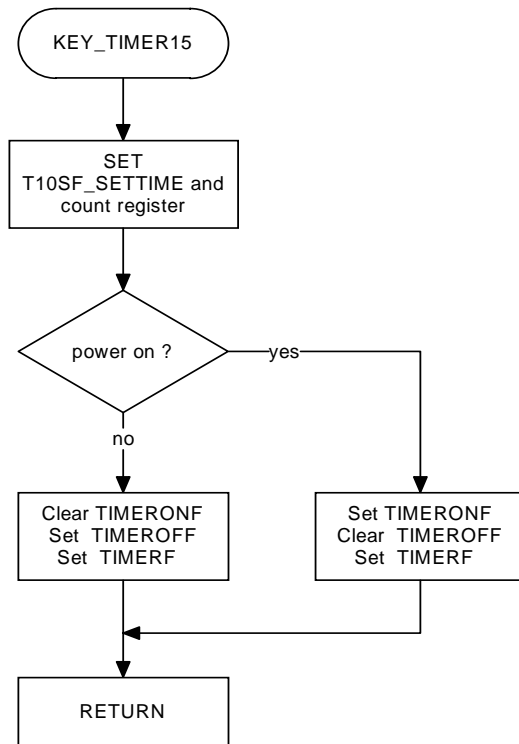 KEY_TIMER15
SET
T10SF_SETTIME and
count register
power on ?
yes
no
Clear TIMERONF
Set TIMEROFF
Set TIMERF
Set TIMERONF
Clear TIMEROFF
Set TIMERF
RETURN